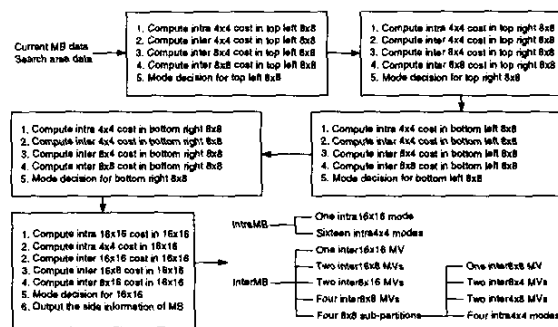 Current MB data
Search area data
1. Compute intra 4x4 cost in top left 8x8
2. Compute inter 4x4 cost in top left 8x8
3. Compute inter 8x4 cost in top left 8x8
4. Compute inter 8x8 cost in top left 8x8
5. Mode decision for top left 8x8
1. Compute intra 4x4 cost in top right 8x8
2. Compute inter 4x4 cost in top right 8x8
3. Compute inter 8x4 cost in top right 8x8
4. Compute inter 8x8 cost in top right 8x8
5. Mode decision for top right 8x8
1. Compute intra 4x4 cost in bottom right 8x8
2. Compute inter 4x4 cost in bottom right 8x8
3. Compute inter 8x4 cost in bottom right 8x8
4. Compute inter 8x8 cost in bottom right 8x8
5. Mode decision for bottom right 8x8
1. Compute intra 4x4 cost in bottom left 8x8
2. Compute inter 4x4 cost in bottom left 8x8
3. Compute inter 8x4 cost in bottom left 8x8
4. Compute inter 8x8 cost in bottom left 8x8
5. Mode decision for bottom left 8x8
1. Compute intra 16x16 cost in 16x16
2. Compute intra 4x4 cost in 16x16
2. Compute inter 16x16 cost in 16x16
3. Compute inter 16x8 cost in 16x16
4. Compute inter 8x16 cost in 16x16
5. Mode decision for 16x16
6. Output the side information of MB
IntraMB
One intra16x16 mode
Sixteen intra4x4 modes
InterMB
One inter16x16 MV
Two inter16x8 MVs
Two inter8x16 MVs
Four inter8x8 MVs
Four 8x8 sub-partitions
One inter8x8 MV
Two inter8x4 MVs
Two inter4x8 MVs
Four intra4x4 modes